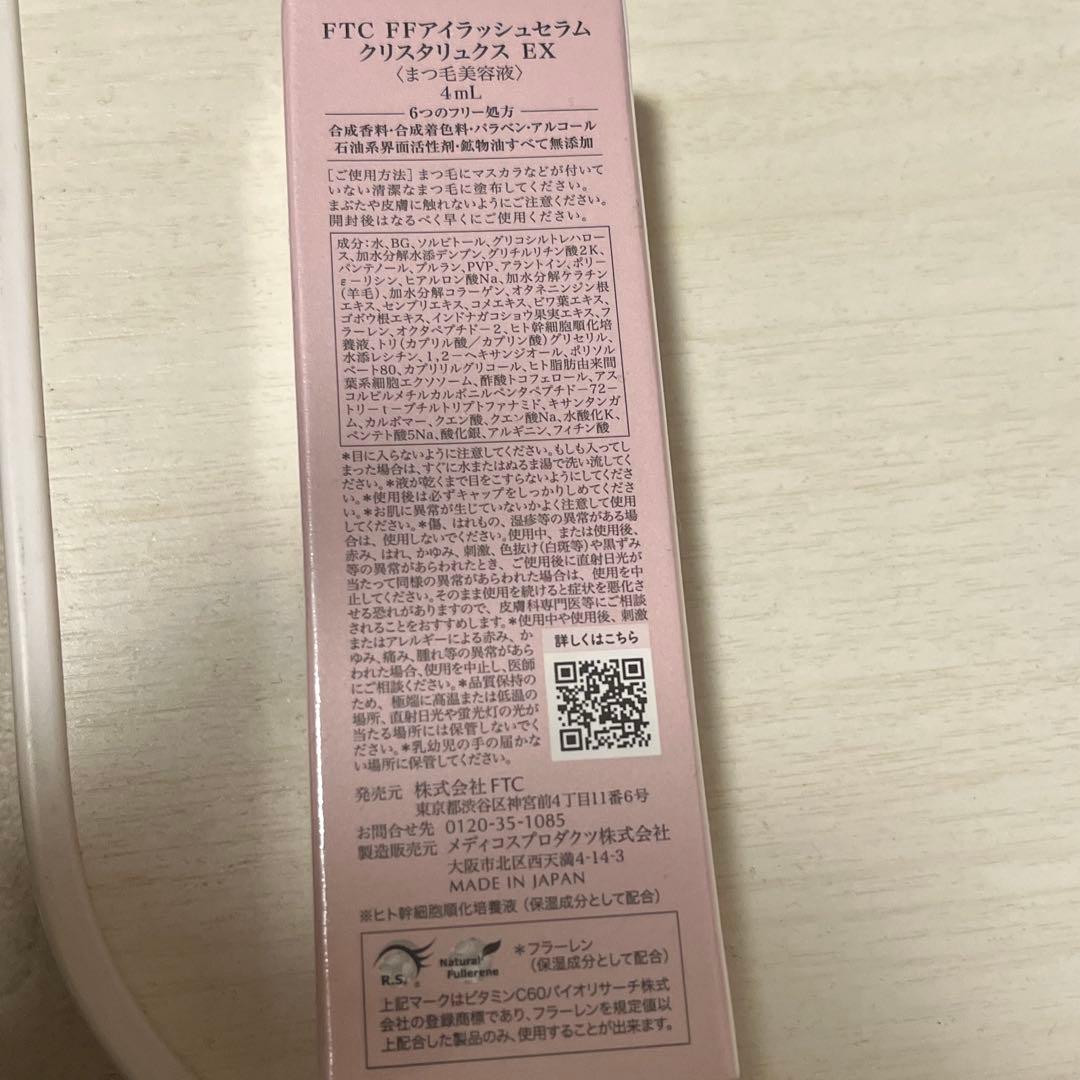 FTC FFアイラッシュセラム
クリスタリュクス EX
〈まつ毛美容液〉
4mL
6つのフリー処方
合成香料・合成着色料・パラベン・アルコール
石油系界面活性剤・鉱物油すべて無添加
［ご使用方法］まつ毛にマスカラなどが付いて
いない清潔なまつ毛に塗布してください。
まぶたや皮膚に触れないようにご注意ください。
開封後はなるべく早くにご使用ください。
成分：水、BG、ソルビトール、グリコシルトレハロー
ス、加水分解水添デンプン、グリチルリチン酸2K、
パンテノール、プルラン、PVP、アラントイン、ポリー
ε－リシン、ヒアルロン酸Na、加水分解ケラチン
（羊毛）、加水分解コラーゲン、オタネニンジン根
エキス、センブリエキス、コメエキス、ビワ葉エキス、
ゴボウ根エキス、インドナガコショウ果実エキス、フ
ラーレン、オクタペプチド－2、ヒト幹細胞順化培
養液、トリ（カプリル酸／カプリン酸）グリセリル、
水添レシチン、1，2－ヘキサンジオール、ポリソル
ベート80、カプリリルグリコール、ヒト脂肪由来間
葉系細胞エクソソーム、酢酸トコフェロール、アス
コルビルメチルカルボニルペンタペプチド－72－
トリ－t－ブチルトリプトファナミド、キサンタンガ
ム、カルボマー、クエン酸、クエン酸Na、水酸化K、
ペンテト酸5Na、酸化銀、アルギニン、フィチン酸
＊目に入らないように注意してください。もしも入ってし
まった場合は、すぐに水またはぬるま湯で洗い流してく
ださい。＊液が乾くまで目をこすらないようにしてくださ
い。＊使用後は必ずキャップをしっかりしめてくださ
い。＊お肌に異常が生じていないかよく注意して使用
してください。＊傷、はれもの、湿疹等の異常がある場
合は、使用しないでください。使用中、または使用後、
赤み、はれ、かゆみ、刺激、色抜け（白斑等）や黒ずみ
等の異常があらわれたとき、ご使用後に直射日光が
当たって同様の異常があらわれた場合は、使用を中
止してください。そのまま使用を続けると症状を悪化さ
せる恐れがありますので、皮膚科専門医等にご相談
されることをおすすめします。＊使用中や使用後、刺激
またはアレルギーによる赤み、か
ゆみ、痛み、腫れ等の異常があら
われた場合、使用を中止し、医師
にご相談ください。＊品質保持の
ため、極端に高温または低温の
場所、直射日光や蛍光灯の光が
当たる場所には保管しないでく
ださい。＊乳幼児の手の届かな
い場所に保管してください。
詳しくはこちら
発売元 株式会社FTC
東京都渋谷区神宮前4丁目11番6号
お問合せ先 0120-35-1085
製造販売元 メディコスプロダクツ株式会社
大阪市北区西天満4-14-3
MADE IN JAPAN
※ヒト幹細胞順化培養液（保湿成分として配合）
R.S.®
Natural Fullerene
＊フラーレン
（保湿成分として配合）
上記マークはビタミンC60バイオリサーチ株式
会社の登録商標であり、フラーレンを規定値以
上配合した製品のみ、使用することが出来ます。